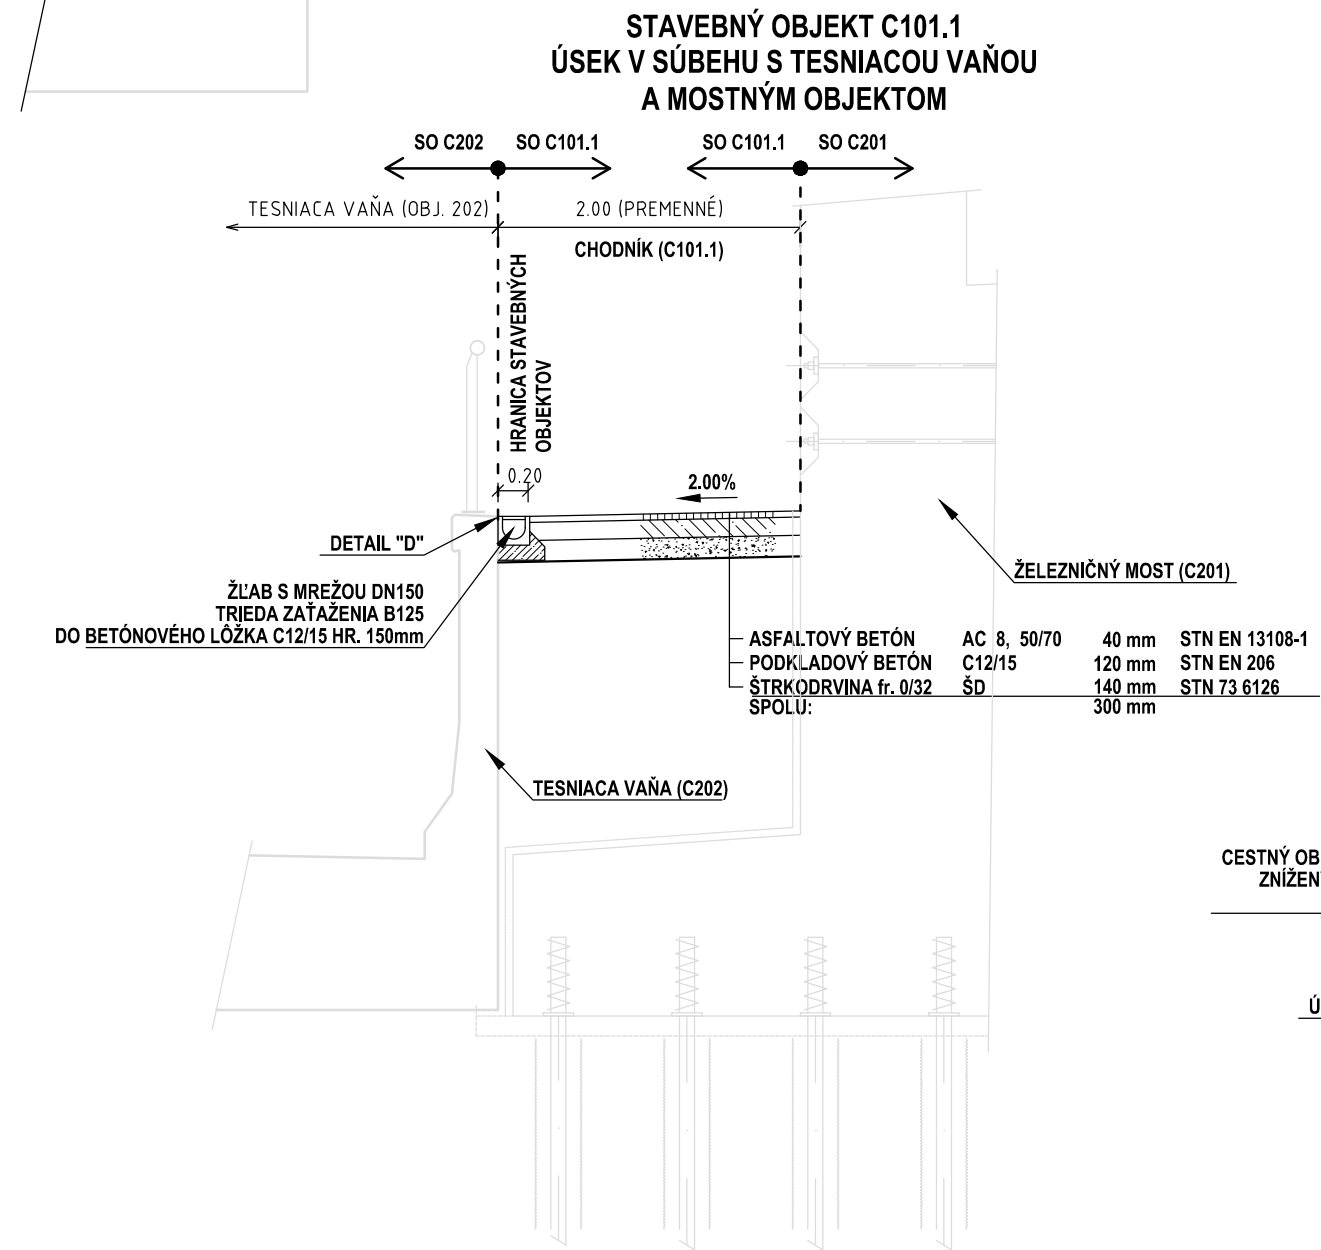 STAVEBNÝ OBJEKT C101.1
ÚSEK V SÚBEHU S TESNIACOU VAŇOU
A MOSTNÝM OBJEKTOM
SO C202 SO C101.1 SO C101.1 SO C201
TESNIACA VAŇA (OBJ. 202) 2.00 (PREMENNÉ)
CHODNÍK (C101.1)
HRANICA STAVEBNÝCH
OBJEKTOV
0.20
2.00%
DETAIL "D"
ŽĽAB S MREŽOU DN150
TRIEDA ZAŤAŽENIA B125
DO BETÓNOVÉHO LÔŽKA C12/15 HR. 150mm
ŽELEZNIČNÝ MOST (C201)
ASFALTOVÝ BETÓN AC 8, 50/70 40 mm STN EN 13108-1
PODKLADOVÝ BETÓN C12/15 120 mm STN EN 206
ŠTRKODRVINA fr. 0/32 ŠD 140 mm STN 73 6126
SPOLU: 300 mm
TESNIACA VAŇA (C202)
CESTNÝ OB
ZNÍŽEN
Ú